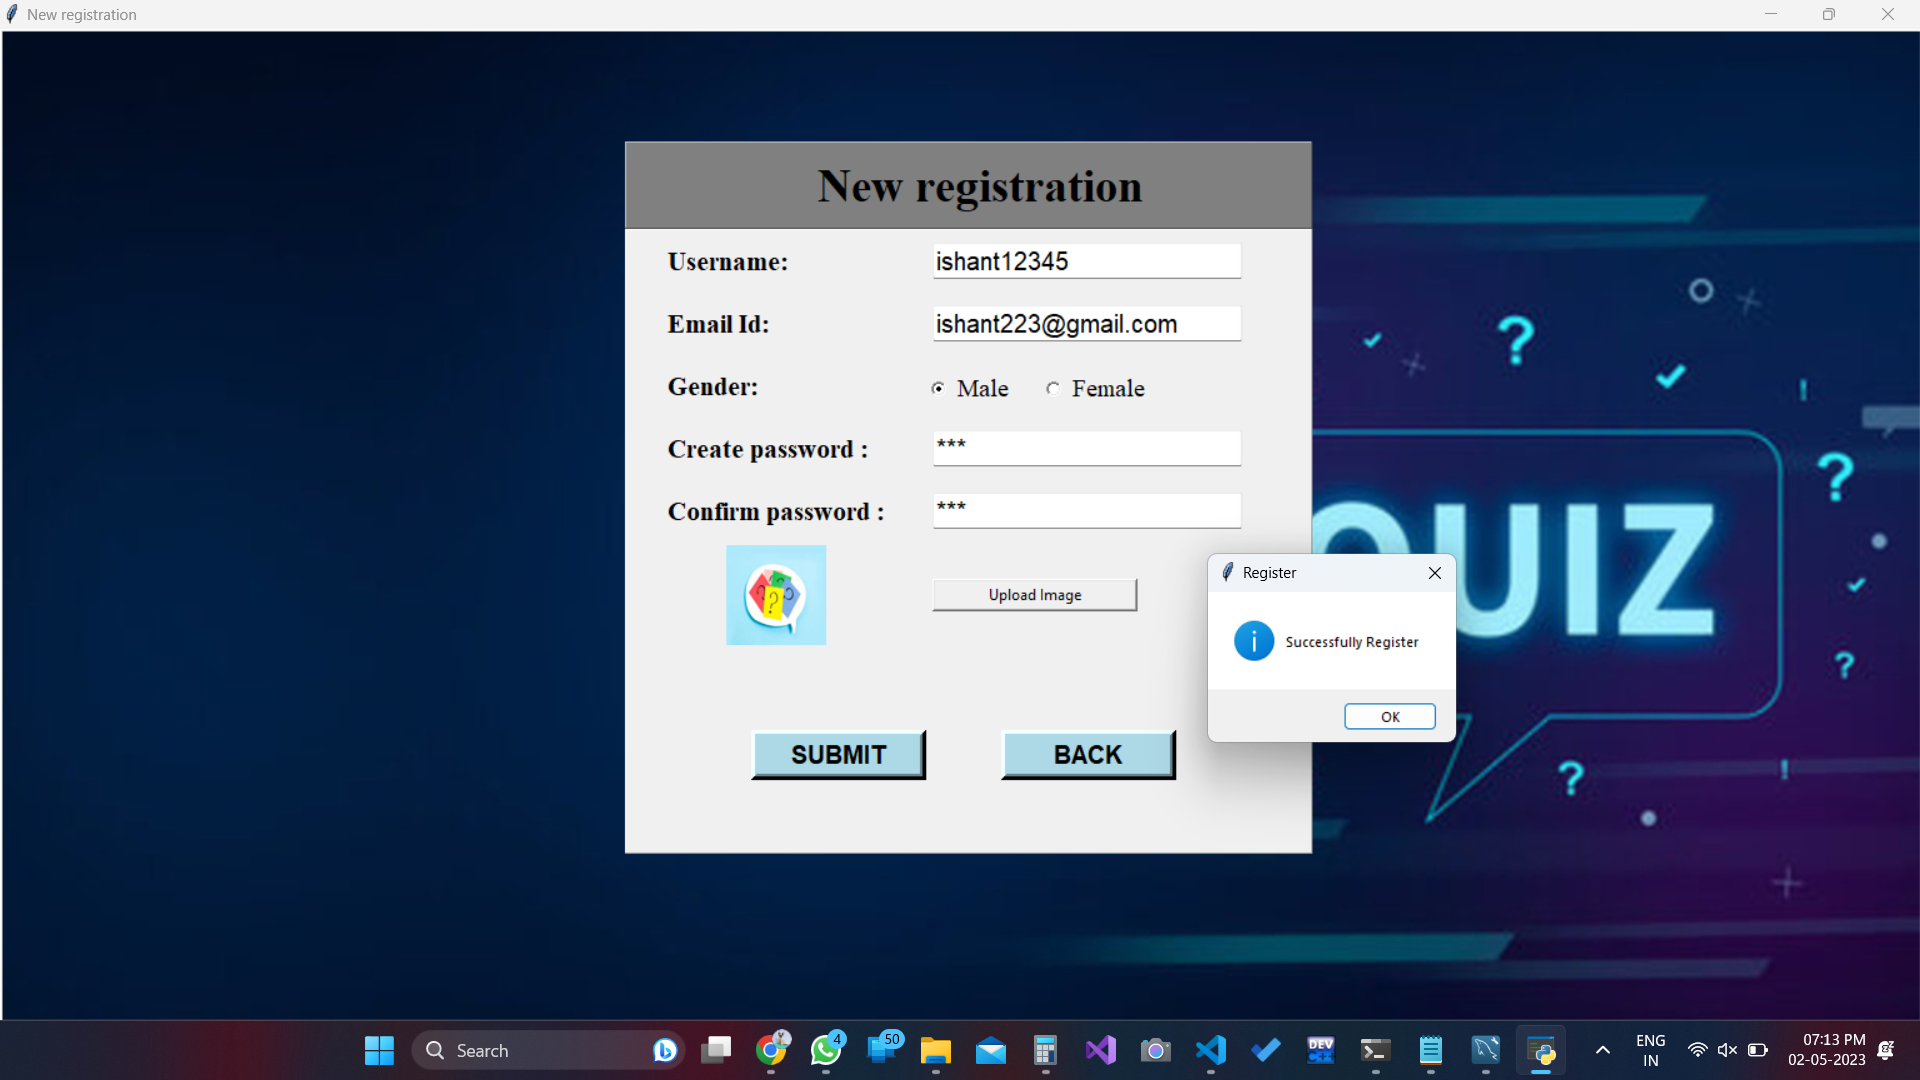 New registration
New registration
Username:
ishant12345
Email Id:
ishant223@gmail.com
Gender:
Male
Female
Create password :
***
Confirm password :
***
Upload Image
SUBMIT
BACK
QUIZ
Register
Successfully Register
OK
Search
4
50
DEV
ENG
IN
07:13 PM
02-05-2023